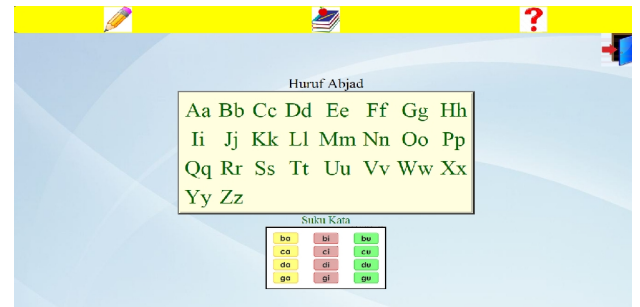 ?
Huruf Abjad
Aa Bb Cc Dd Ee Ff Gg Hh
Ii Jj Kk Ll Mm Nn Oo Pp
Qq Rr Ss Tt Uu Vv Ww Xx
Yy Zz
Suku Kata
ba bi bu
ca ci cu
da di du
ga gi gu